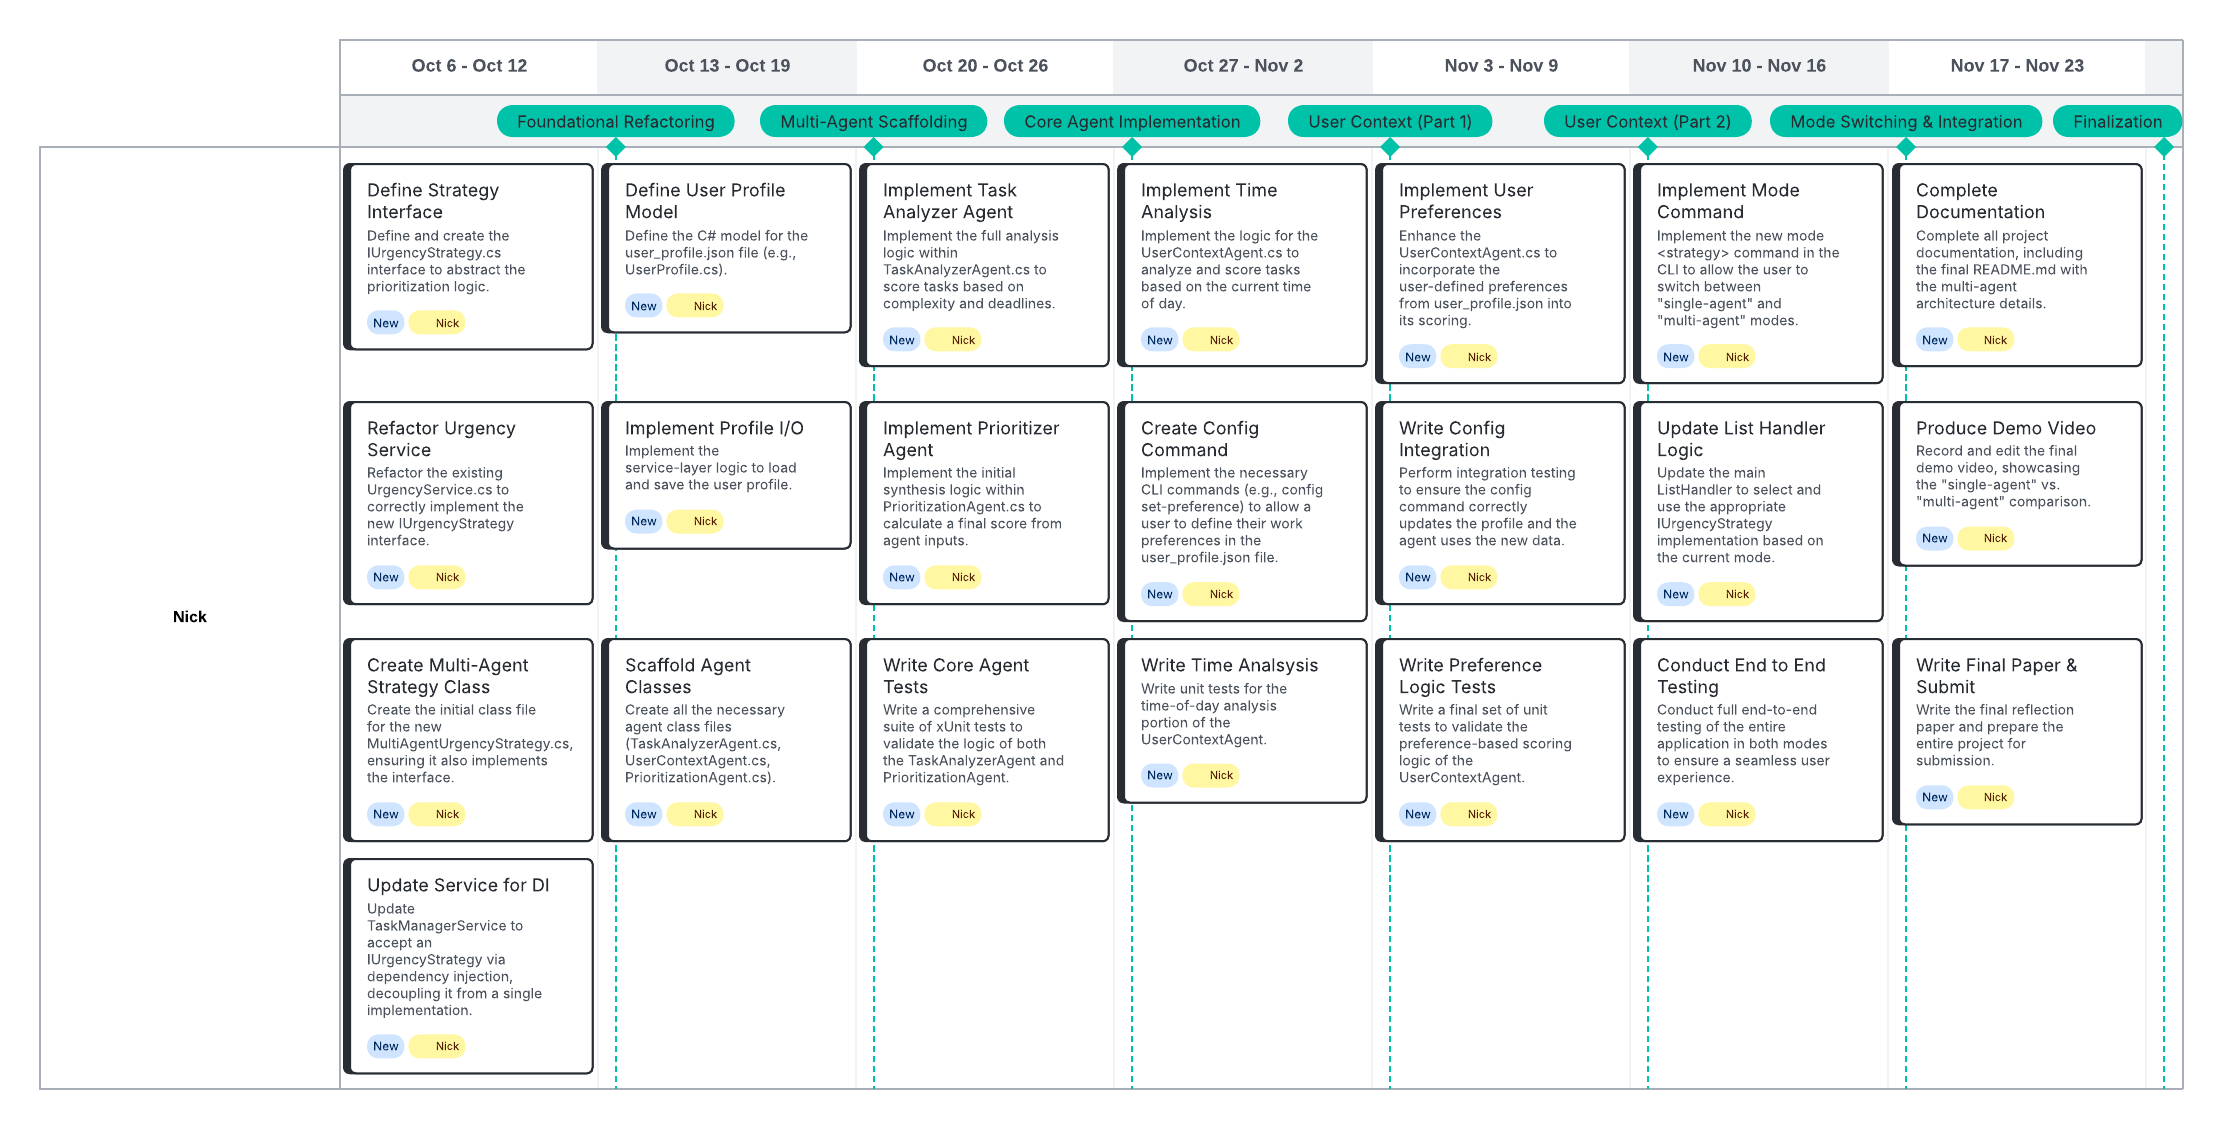 Oct 6 - Oct 12
Oct 13 - Oct 19
Oct 20 - Oct 26
Oct 27 - Nov 2
Nov 3 - Nov 9
Nov 10 - Nov 16
Nov 17 - Nov 23
Foundational Refactoring
Multi-Agent Scaffolding
Core Agent Implementation
User Context (Part 1)
User Context (Part 2)
Mode Switching & Integration
Finalization
Nick
Define Strategy
Interface
Define and create the
IUrgencyStrategy.cs
interface to abstract the
prioritization logic.
New
Nick
Define User Profile
Model
Define the C# model for the
user_profile.json file (e.g.,
UserProfile.cs).
New
Nick
Implement Task
Analyzer Agent
Implement the full analysis
logic within
TaskAnalyzerAgent.cs to
score tasks based on
complexity and deadlines.
New
Nick
Implement Time
Analysis
Implement the logic for the
UserContextAgent.cs to
analyze and score tasks
based on the current time
of day.
New
Nick
Implement User
Preferences
Enhance the
UserContextAgent.cs to
incorporate the
user-defined preferences
from user_profile.json into
its scoring.
New
Nick
Implement Mode
Command
Implement the new mode
<strategy> command in the
CLI to allow the user to
switch between
"single-agent" and
"multi-agent" modes.
New
Nick
Complete
Documentation
Complete all project
documentation, including
the final README.md with
the multi-agent
architecture details.
New
Nick
Refactor Urgency
Service
Refactor the existing
UrgencyService.cs to
correctly implement the
new IUrgencyStrategy
interface.
New
Nick
Implement Profile I/O
Implement the
service-layer logic to load
and save the user profile.
New
Nick
Implement Prioritizer
Agent
Implement the initial
synthesis logic within
PrioritizationAgent.cs to
calculate a final score from
agent inputs.
New
Nick
Create Config
Command
Implement the necessary
CLI commands (e.g., config
set-preference) to allow a
user to define their work
preferences in the
user_profile.json file.
New
Nick
Write Config
Integration
Perform integration testing
to ensure the config
command correctly
updates the profile and the
agent uses the new data.
New
Nick
Update List Handler
Logic
Update the main
ListHandler to select and
use the appropriate
IUrgencyStrategy
implementation based on
the current mode.
New
Nick
Produce Demo Video
Record and edit the final
demo video, showcasing
the "single-agent" vs.
"multi-agent" comparison.
New
Nick
Create Multi-Agent
Strategy Class
Create the initial class file
for the new
MultiAgentUrgencyStrategy.cs,
ensuring it also implements
the interface.
New
Nick
Scaffold Agent
Classes
Create all the necessary
agent class files
(TaskAnalyzerAgent.cs,
UserContextAgent.cs,
PrioritizationAgent.cs).
New
Nick
Write Core Agent
Tests
Write a comprehensive
suite of xUnit tests to
validate the logic of both
the TaskAnalyzerAgent and
PrioritizationAgent.
New
Nick
Write Time Analsysis
Write unit tests for the
time-of-day analysis
portion of the
UserContextAgent.
New
Nick
Write Preference
Logic Tests
Write a final set of unit
tests to validate the
preference-based scoring
logic of the
UserContextAgent.
New
Nick
Conduct End to End
Testing
Conduct full end-to-end
testing of the entire
application in both modes
to ensure a seamless user
experience.
New
Nick
Write Final Paper &
Submit
Write the final reflection
paper and prepare the
entire project for
submission.
New
Nick
Update Service for DI
Update
TaskManagerService to
accept an
IUrgencyStrategy via
dependency injection,
decoupling it from a single
implementation.
New
Nick